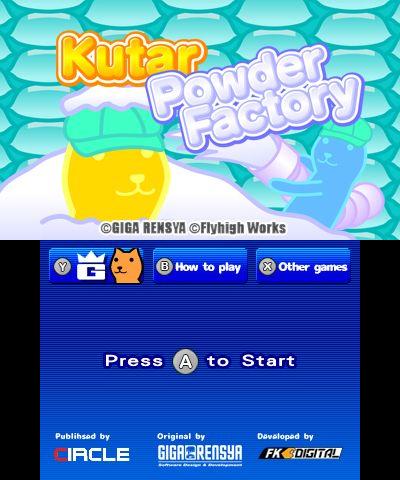 Kutar
Powder
Factory
©GIGA RENSYA ©Flyhigh Works
Y G B How to play X Other games
Press A to Start
Publihsed by Original by Developed by
CIRCLE GIGA RENSYA FK DIGITAL
Software Design & Development